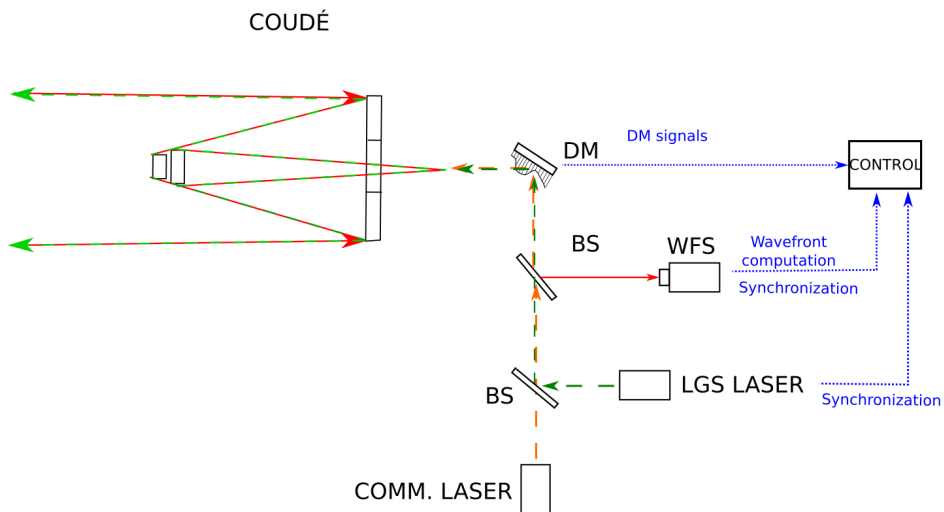 COUDÉ
DM signals
DM
CONTROL
BS
WFS
Wavefront
computation
Synchronization
BS
LGS LASER
Synchronization
COMM. LASER